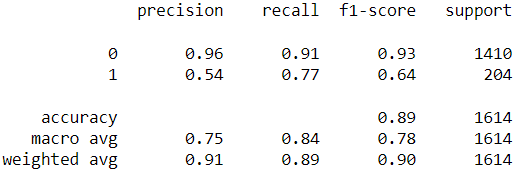 precision recall f1-score support
0 0.96 0.91 0.93 1410
1 0.54 0.77 0.64 204
accuracy 0.89 1614
macro avg 0.75 0.84 0.78 1614
weighted avg 0.91 0.89 0.90 1614